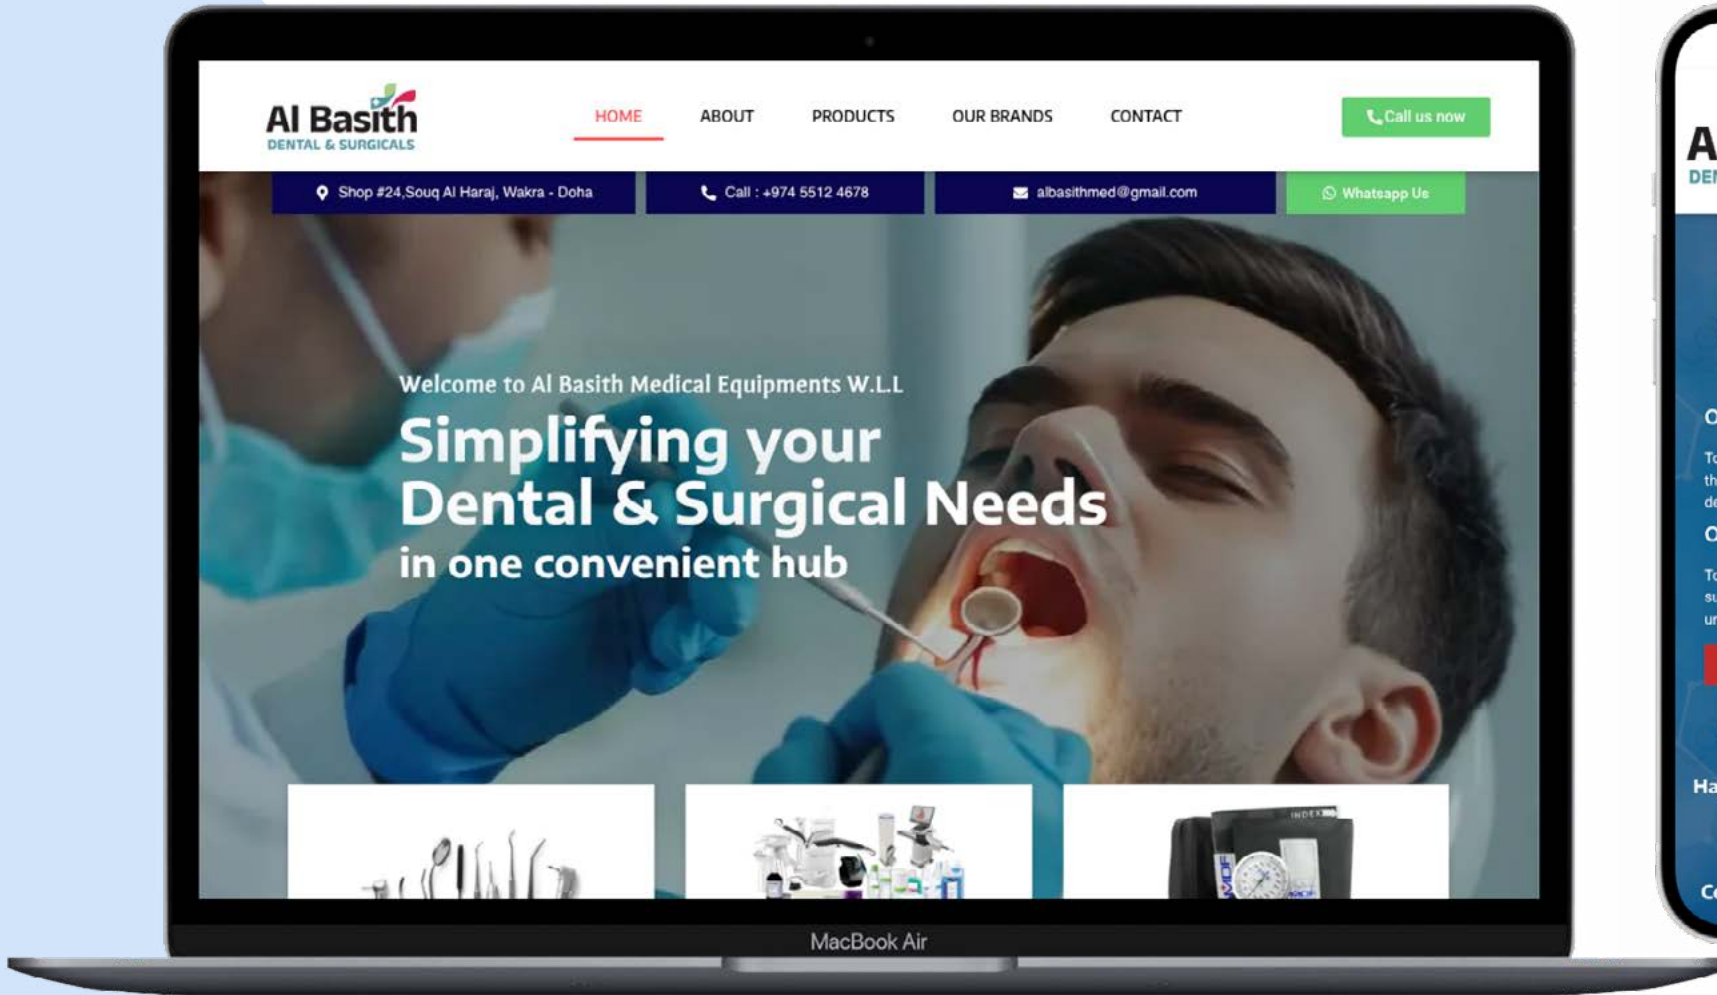 Al Basith
DENTAL & SURGICALS
HOME
ABOUT
PRODUCTS
OUR BRANDS
CONTACT
Call us now
Shop #24,Souq Al Haraj, Wakra - Doha
Call : +974 5512 4678
albasithmed@gmail.com
Whatsapp Us
Welcome to Al Basith Medical Equipments W.L.L
Simplifying your
Dental & Surgical Needs
in one convenient hub
INDEX
MDF
MacBook Air